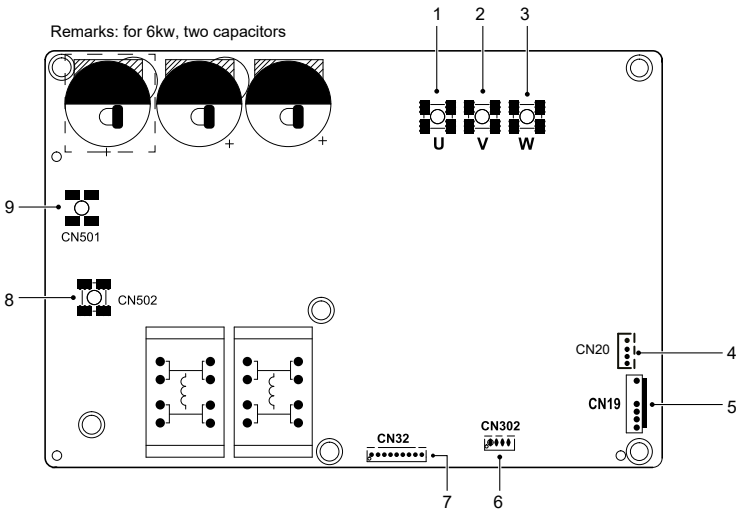 1 2 3
Remarks: for 6kw, two capacitors
+ + +
U V W
9
CN501
8 CN502
CN20 4
CN19 5
CN32 CN302
7 6